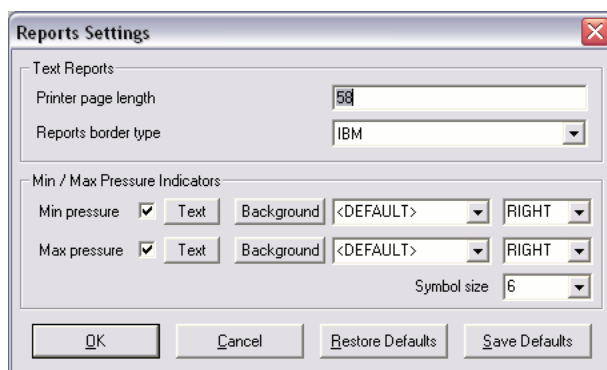 Reports Settings
Text Reports
Printer page length 58
Reports border type IBM
Min / Max Pressure Indicators
Min pressure Text Background <DEFAULT> RIGHT
Max pressure Text Background <DEFAULT> RIGHT
Symbol size 6
OK Cancel Restore Defaults Save Defaults